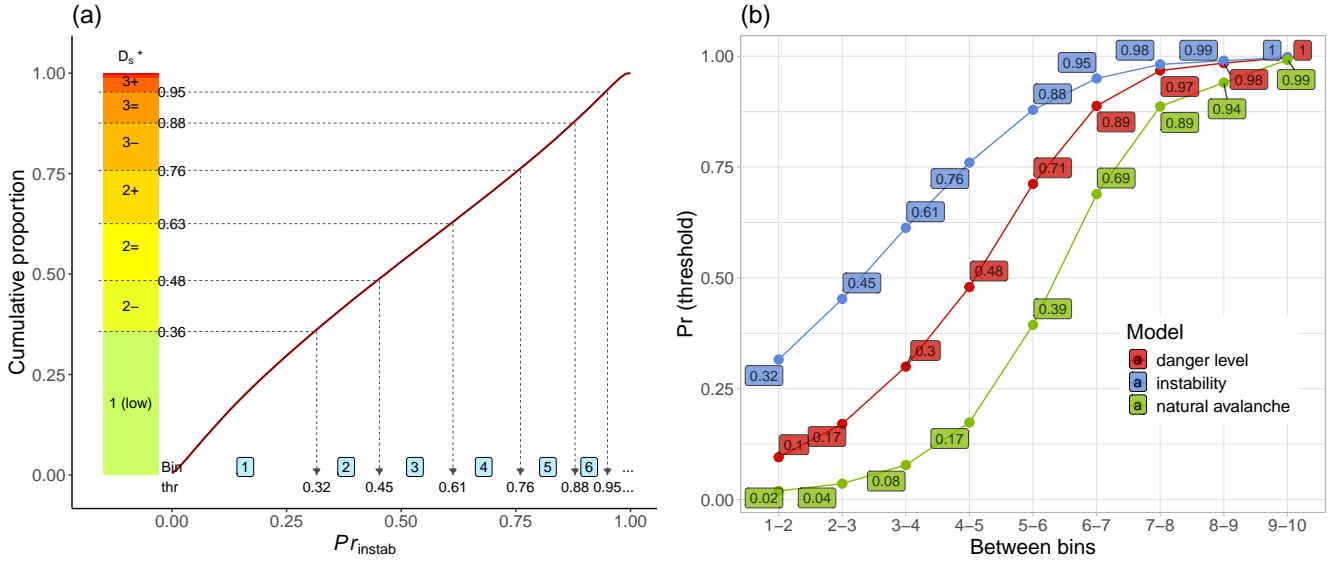 (a)
D_s *
1.00
0.75
0.50
0.25
0.00
Cumulative proportion
3+
3=
3−
2+
2=
2−
1 (low)
0.95
0.88
0.76
0.63
0.48
0.36
Bin 1 2 3 4 5 6 ...
thr 0.32 0.45 0.61 0.76 0.88 0.95...
0.00 0.25 0.50 0.75 1.00
Pr_instab
(b)
1.00
0.75
0.50
0.25
0.00
Pr (threshold)
0.32 0.45 0.61 0.76 0.88 0.95 0.98 0.99 1
0.1 0.17 0.3 0.48 0.71 0.89 0.97 0.98 1
0.02 0.04 0.08 0.17 0.39 0.69 0.89 0.94 0.99
Model
a danger level
a instability
a natural avalanche
1−2 2−3 3−4 4−5 5−6 6−7 7−8 8−9 9−10
Between bins